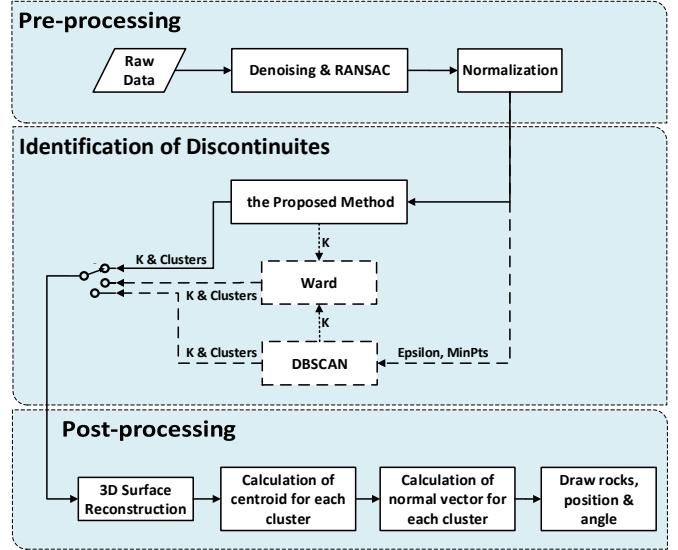 Pre-processing
Raw
Data
Denoising & RANSAC
Normalization
Identification of Discontinuites
the Proposed Method
K
K & Clusters
Ward
K & Clusters
K
K & Clusters
DBSCAN
Epsilon, MinPts
Post-processing
3D Surface
Reconstruction
Calculation of
centroid for each
cluster
Calculation of
normal vector for
each cluster
Draw rocks,
position &
angle